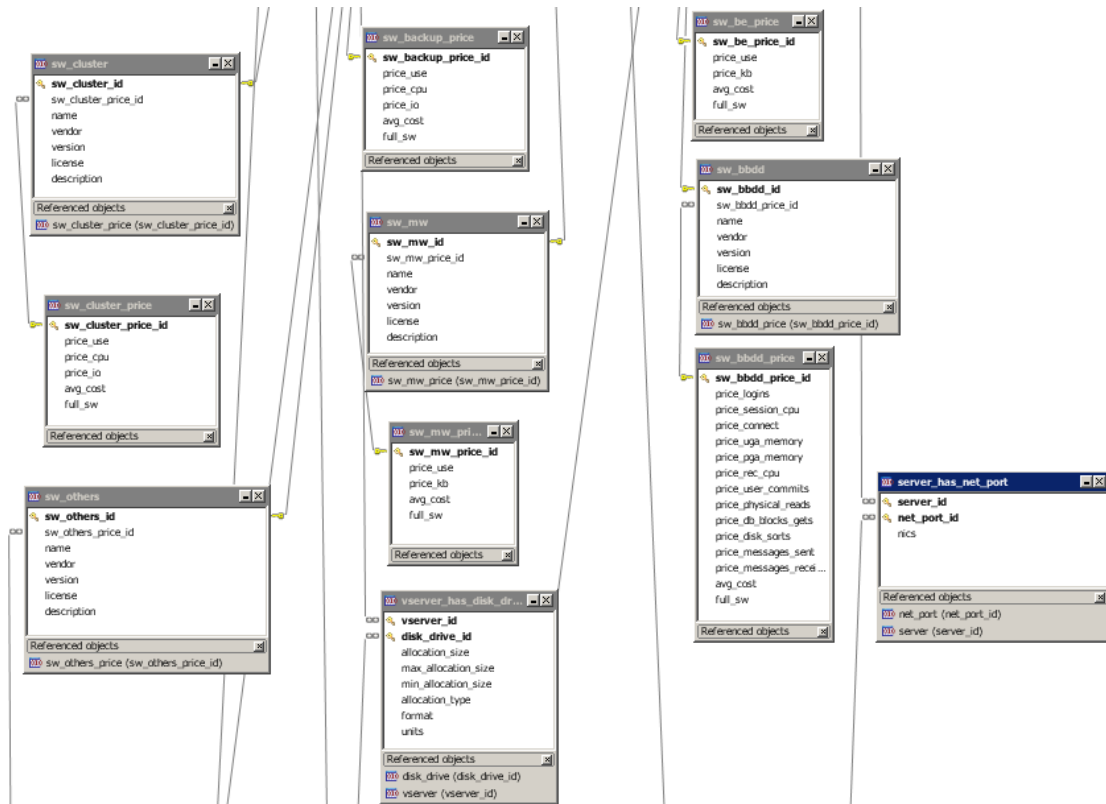 sw_cluster
sw_cluster_id
sw_cluster_price_id
name
vendor
version
license
description
Referenced objects
sw_cluster_price (sw_cluster_price_id)
sw_cluster_price
sw_cluster_price_id
price_use
price_cpu
price_io
avg_cost
full_sw
Referenced objects
sw_others
sw_others_id
sw_others_price_id
name
vendor
version
license
description
Referenced objects
sw_others_price (sw_others_price_id)
sw_backup_price
sw_backup_price_id
price_use
price_cpu
price_io
avg_cost
full_sw
Referenced objects
sw_mw
sw_mw_id
sw_mw_price_id
name
vendor
version
license
description
Referenced objects
sw_mw_price (sw_mw_price_id)
sw_mw_pri...
sw_mw_price_id
price_use
price_kb
avg_cost
full_sw
Referenced objects
vserver_has_disk_dr...
vserver_id
disk_drive_id
allocation_size
max_allocation_size
min_allocation_size
allocation_type
format
units
Referenced objects
disk_drive (disk_drive_id)
vserver (vserver_id)
sw_be_price
sw_be_price_id
price_use
price_kb
avg_cost
full_sw
Referenced objects
sw_bbdd
sw_bbdd_id
sw_bbdd_price_id
name
vendor
version
license
description
Referenced objects
sw_bbdd_price (sw_bbdd_price_id)
sw_bbdd_price
sw_bbdd_price_id
price_logins
price_session_cpu
price_connect
price_uga_memory
price_pga_memory
price_rec_cpu
price_user_commits
price_physical_reads
price_db_blocks_gets
price_disk_sorts
price_messages_sent
price_messages_recei...
avg_cost
full_sw
Referenced objects
server_has_net_port
server_id
net_port_id
nics
Referenced objects
net_port (net_port_id)
server (server_id)